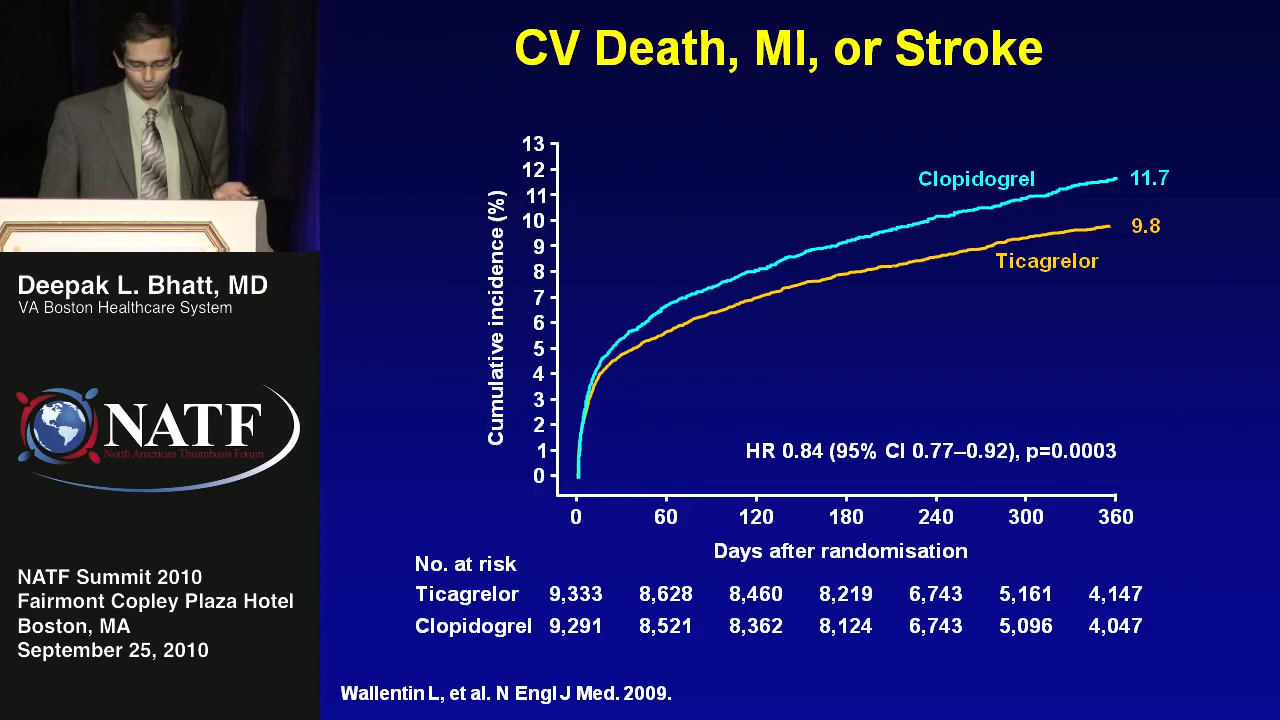 CV Death, MI, or Stroke
13
12
11
10
9
8
7
6
5
4
3
2
1
0
Cumulative incidence (%)
Clopidogrel 11.7
9.8
Ticagrelor
HR 0.84 (95% CI 0.77–0.92), p=0.0003
0 60 120 180 240 300 360
Days after randomisation
No. at risk
Ticagrelor 9,333 8,628 8,460 8,219 6,743 5,161 4,147
Clopidogrel 9,291 8,521 8,362 8,124 6,743 5,096 4,047
Wallentin L, et al. N Engl J Med. 2009.
Deepak L. Bhatt, MD
VA Boston Healthcare System
NATF
North American Thrombosis Forum
NATF Summit 2010
Fairmont Copley Plaza Hotel
Boston, MA
September 25, 2010